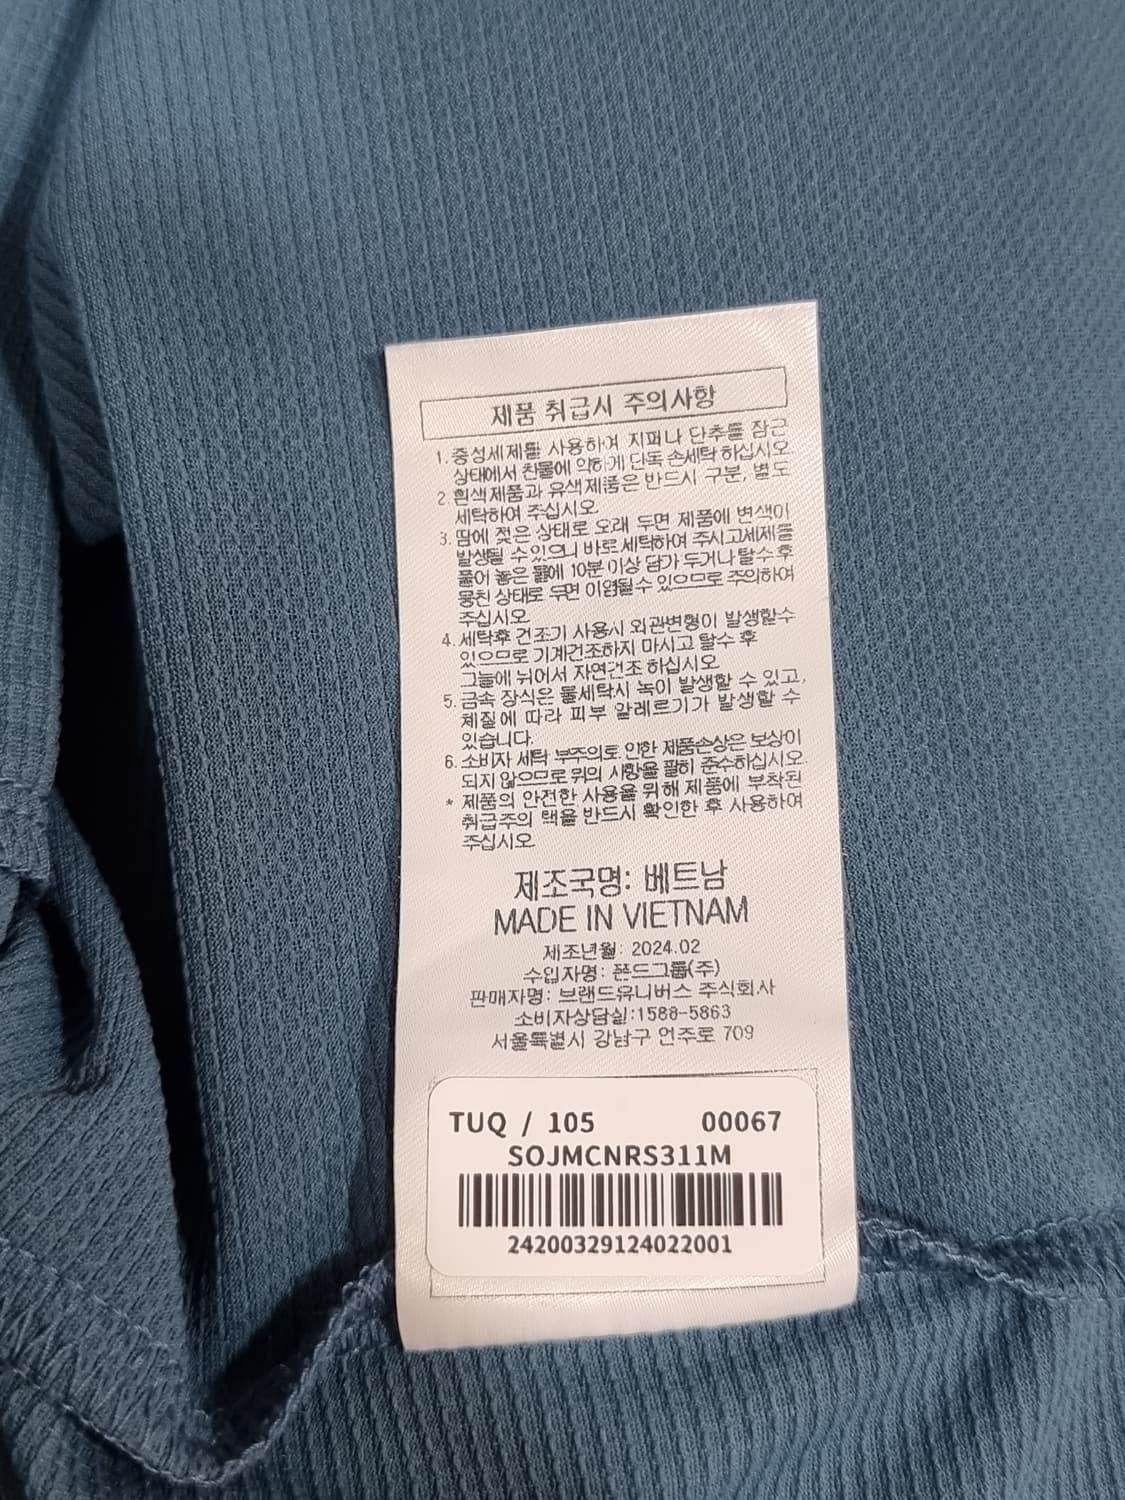 제품 취급시 주의사항
1. 중성세제를 사용하여 지퍼나 단추를 잠근
상태에서 찬물에 약하게 단독 손세탁 하십시오.
2 흰색제품과 유색제품은 반드시 구분, 별도
세탁하여 주십시오.
3. 땀에 젖은 상태로 오래 두면 제품에 변색이
발생될 수 있으니 바로 세탁하여 주시고세제를
풀어 놓은 물에 10분 이상 담가 두거나 탈수 후
뭉친 상태로 두면 이염될수 있으므로 주의하여
주십시오
4. 세탁후 건조기 사용시 외관변형이 발생할수
있으므로 기계건조하지 마시고 탈수 후
그늘에 뉘어서 자연건조 하십시오
5. 금속 장식은 물세탁시 녹이 발생할 수 있고,
체질에 따라 피부 알레르기가 발생할 수
있습니다.
6. 소비자 세탁 부주의로 인한 제품손상은 보상이
되지 않으므로 위의 사항을 필히 준수하십시오.
* 제품의 안전한 사용을 위해 제품에 부착된
취급주의 택을 반드시 확인한 후 사용하여
주십시오
제조국명: 베트남
MADE IN VIETNAM
제조년월: 2024.02
수입자명: 폰드그룹(주)
판매자명: 브랜드유니버스 주식회사
소비자상담실:1588-5863
서울특별시 강남구 언주로 709
TUQ / 105 00067
SOJMCNRS311M
24200329124022001